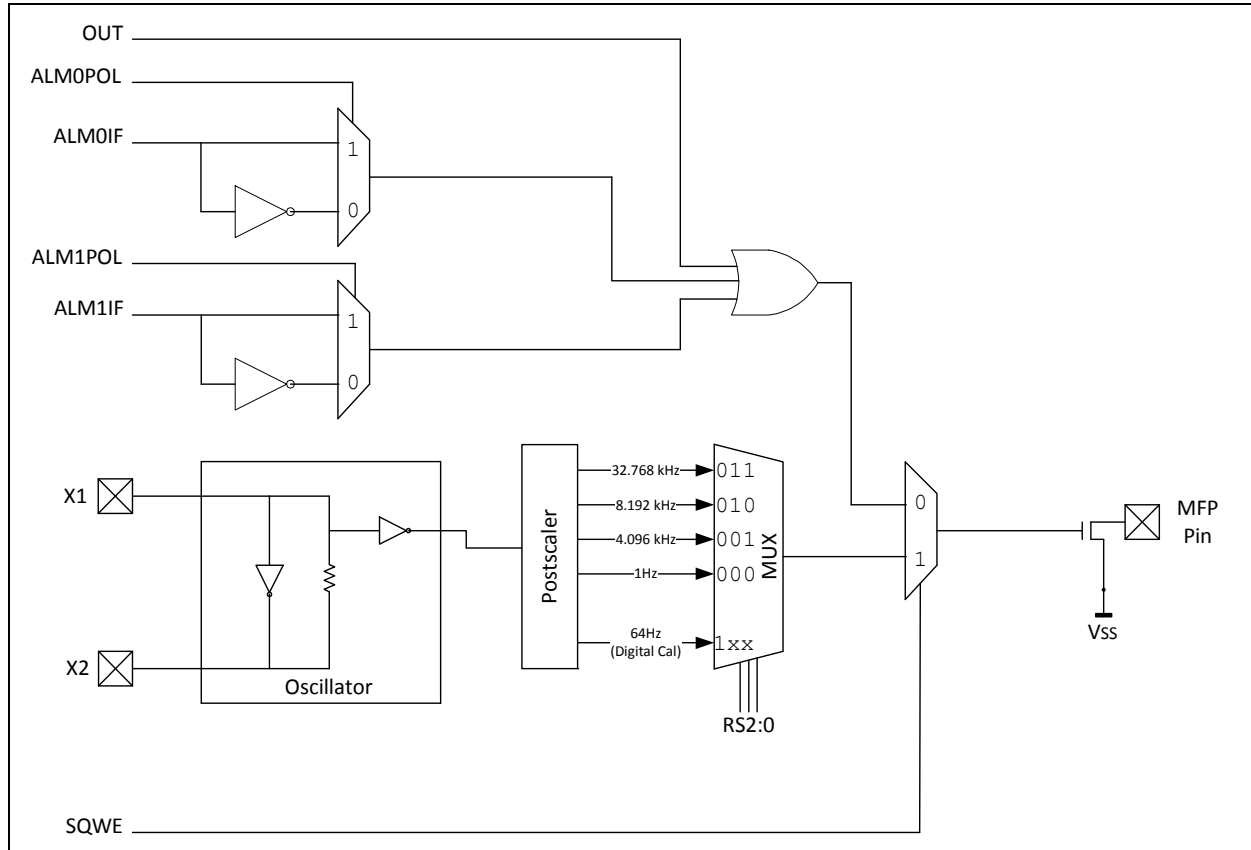 OUT
ALM0POL
ALM0IF
1
0
ALM1POL
ALM1IF
1
0
X1
X2
Oscillator
Postscaler
32.768 kHz
8.192 kHz
4.096 kHz
1Hz
64Hz
(Digital Cal)
011
010
001
000
1xx
MUX
RS2:0
0
1
MFP
Pin
Vss
SQWE